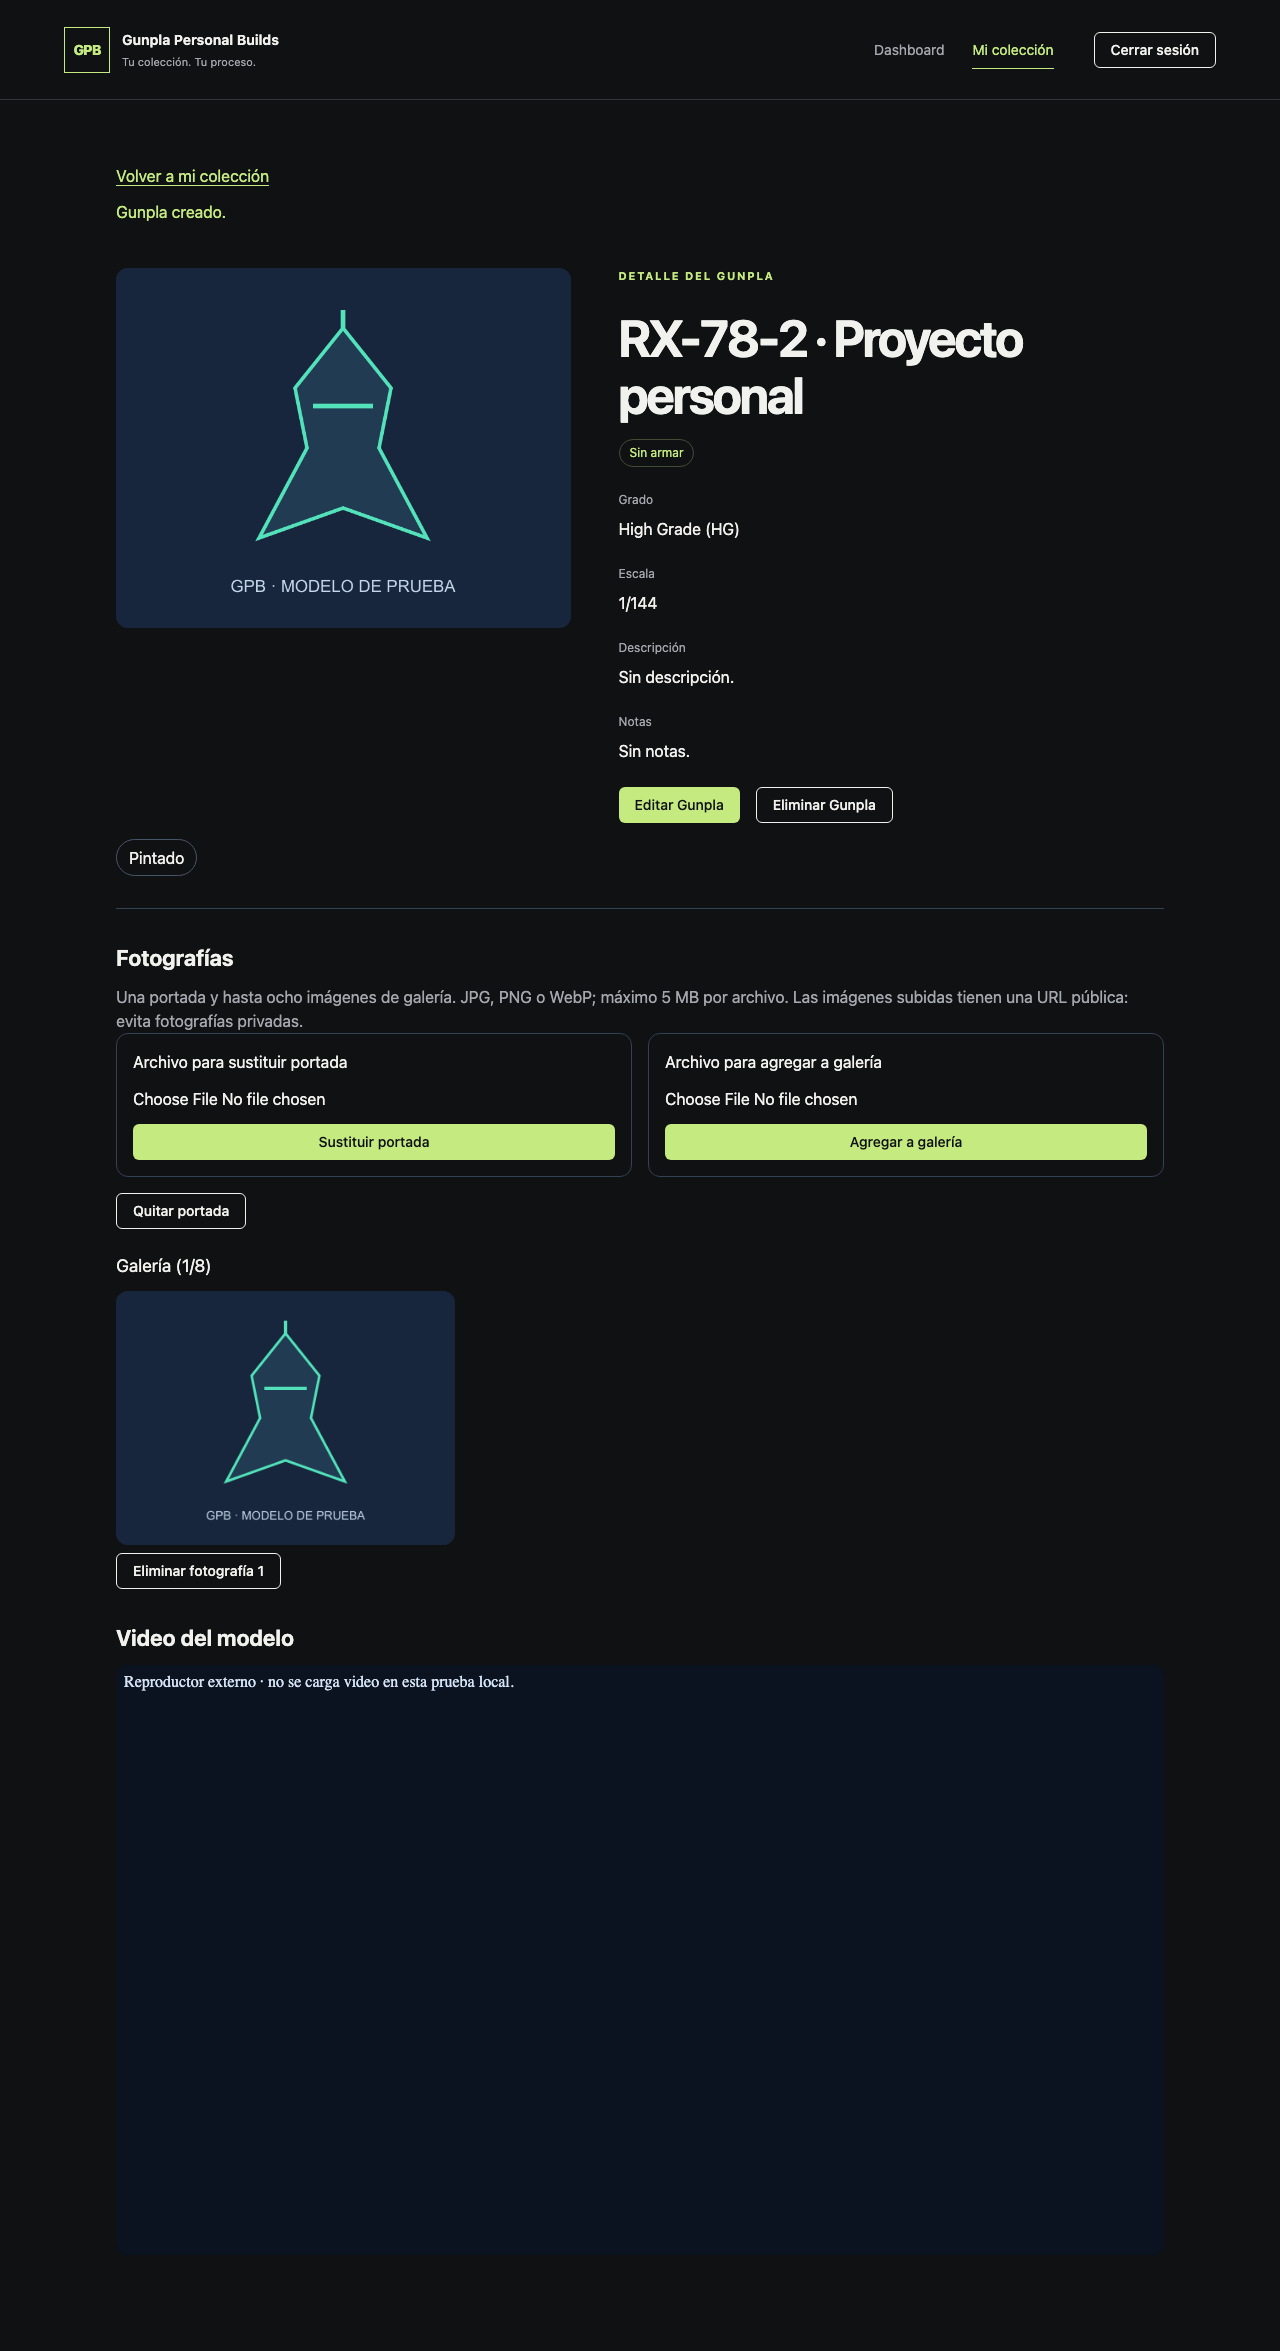 GPB
Gunpla Personal Builds
Tu colección. Tu proceso.
Dashboard
Mi colección
Cerrar sesión
Volver a mi colección
Gunpla creado.
GPB · MODELO DE PRUEBA
DETALLE DEL GUNPLA
RX-78-2 · Proyecto
personal
Sin armar
Grado
High Grade (HG)
Escala
1/144
Descripción
Sin descripción.
Notas
Sin notas.
Editar Gunpla
Eliminar Gunpla
Pintado
Fotografías
Una portada y hasta ocho imágenes de galería. JPG, PNG o WebP; máximo 5 MB por archivo. Las imágenes subidas tienen una URL pública:
evita fotografías privadas.
Archivo para sustituir portada
Choose File No file chosen
Sustituir portada
Archivo para agregar a galería
Choose File No file chosen
Agregar a galería
Quitar portada
Galería (1/8)
GPB · MODELO DE PRUEBA
Eliminar fotografía 1
Video del modelo
Reproductor externo · no se carga video en esta prueba local.